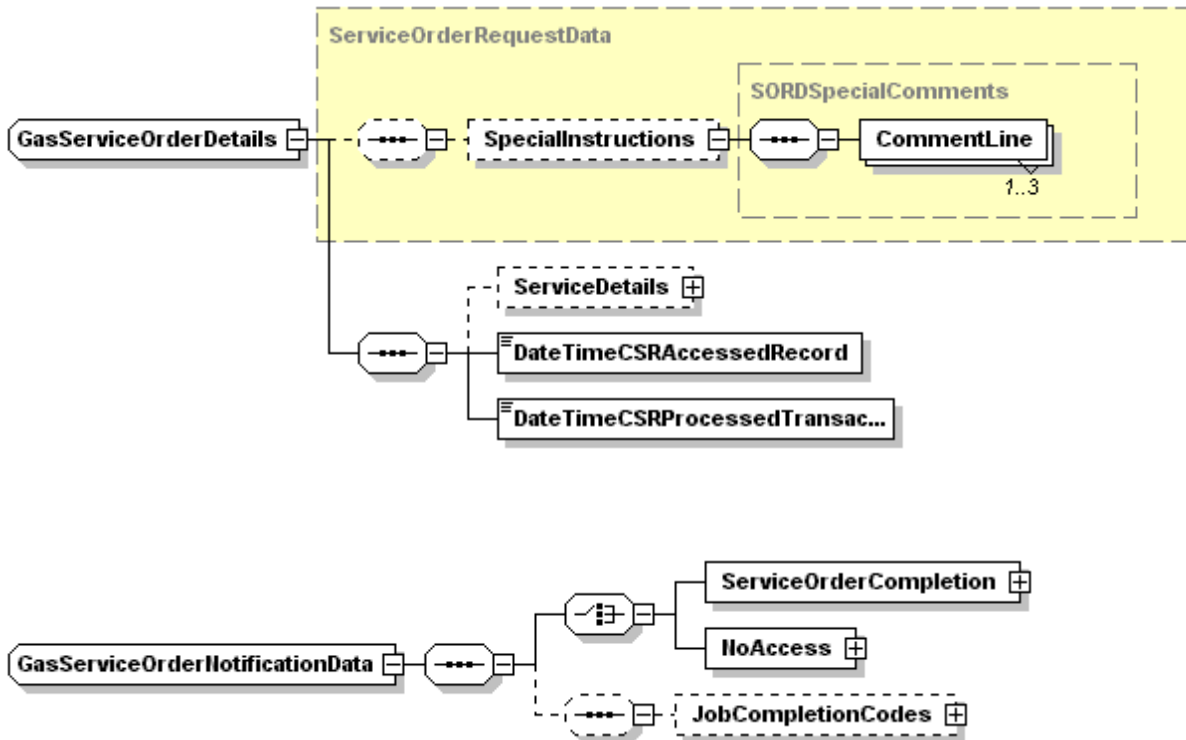 ServiceOrderRequestData
SORDSpecialComments
GasServiceOrderDetails
SpecialInstructions
CommentLine
1..3
ServiceDetails
DateTimeCSRAccessedRecord
DateTimeCSRProcessedTransac...
ServiceOrderCompletion
GasServiceOrderNotificationData
NoAccess
JobCompletionCodes